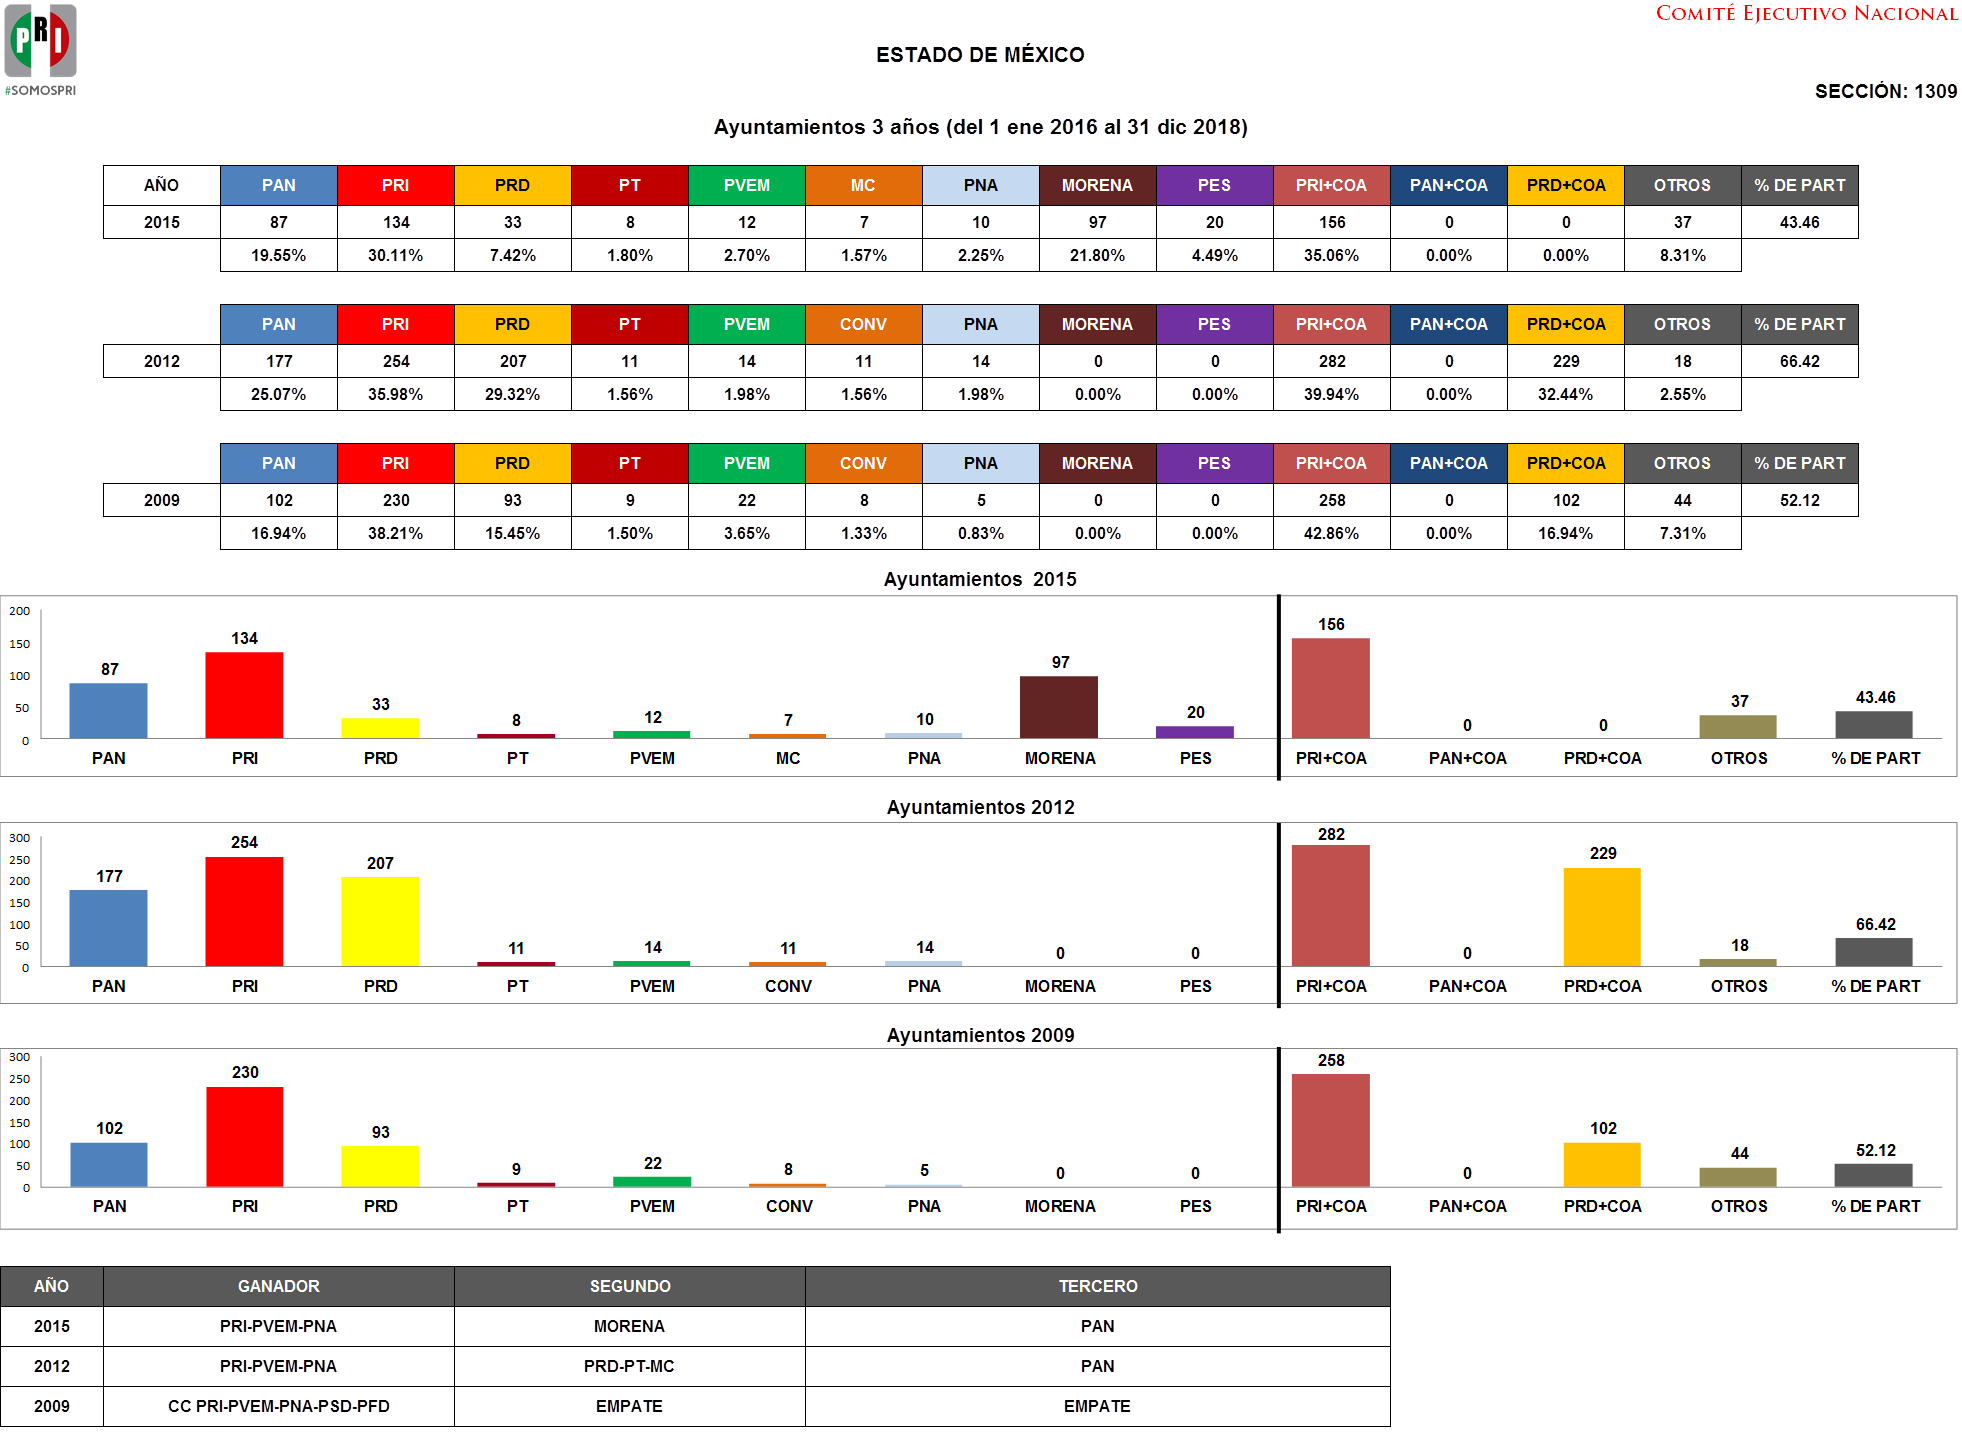 PRI
#SOMOSPRI
COMITÉ EJECUTIVO NACIONAL
ESTADO DE MÉXICO
SECCIÓN: 1309
Ayuntamientos 3 años (del 1 ene 2016 al 31 dic 2018)
AÑO PAN PRI PRD PT PVEM MC PNA MORENA PES PRI+COA PAN+COA PRD+COA OTROS % DE PART
2015 87 134 33 8 12 7 10 97 20 156 0 0 37 43.46
19.55% 30.11% 7.42% 1.80% 2.70% 1.57% 2.25% 21.80% 4.49% 35.06% 0.00% 0.00% 8.31%
PAN PRI PRD PT PVEM CONV PNA MORENA PES PRI+COA PAN+COA PRD+COA OTROS % DE PART
2012 177 254 207 11 14 11 14 0 0 282 0 229 18 66.42
25.07% 35.98% 29.32% 1.56% 1.98% 1.56% 1.98% 0.00% 0.00% 39.94% 0.00% 32.44% 2.55%
PAN PRI PRD PT PVEM CONV PNA MORENA PES PRI+COA PAN+COA PRD+COA OTROS % DE PART
2009 102 230 93 9 22 8 5 0 0 258 0 102 44 52.12
16.94% 38.21% 15.45% 1.50% 3.65% 1.33% 0.83% 0.00% 0.00% 42.86% 0.00% 16.94% 7.31%
Ayuntamientos 2015
200
150
100
50
0
87 134 33 8 12 7 10 97 20 156 0 0 37 43.46
PAN PRI PRD PT PVEM MC PNA MORENA PES PRI+COA PAN+COA PRD+COA OTROS % DE PART
Ayuntamientos 2012
300
250
200
150
100
50
0
177 254 207 11 14 11 14 0 0 282 0 229 18 66.42
PAN PRI PRD PT PVEM CONV PNA MORENA PES PRI+COA PAN+COA PRD+COA OTROS % DE PART
Ayuntamientos 2009
300
250
200
150
100
50
0
102 230 93 9 22 8 5 0 0 258 0 102 44 52.12
PAN PRI PRD PT PVEM CONV PNA MORENA PES PRI+COA PAN+COA PRD+COA OTROS % DE PART
AÑO GANADOR SEGUNDO TERCERO
2015 PRI-PVEM-PNA MORENA PAN
2012 PRI-PVEM-PNA PRD-PT-MC PAN
2009 CC PRI-PVEM-PNA-PSD-PFD EMPATE EMPATE